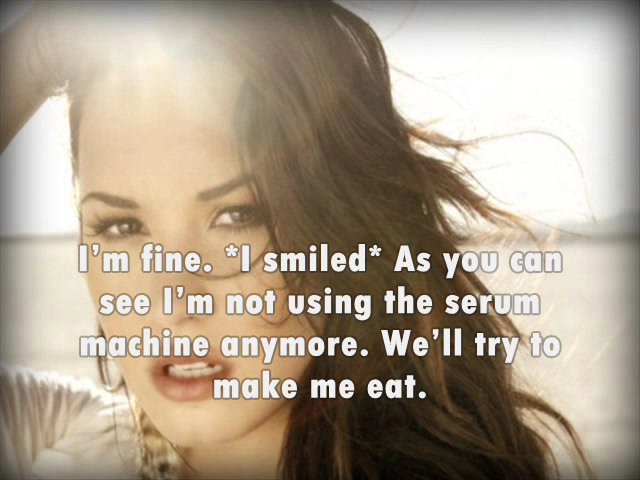 I'm fine. *I smiled* As you can
see I'm not using the serum
machine anymore. We'll try to
make me eat.